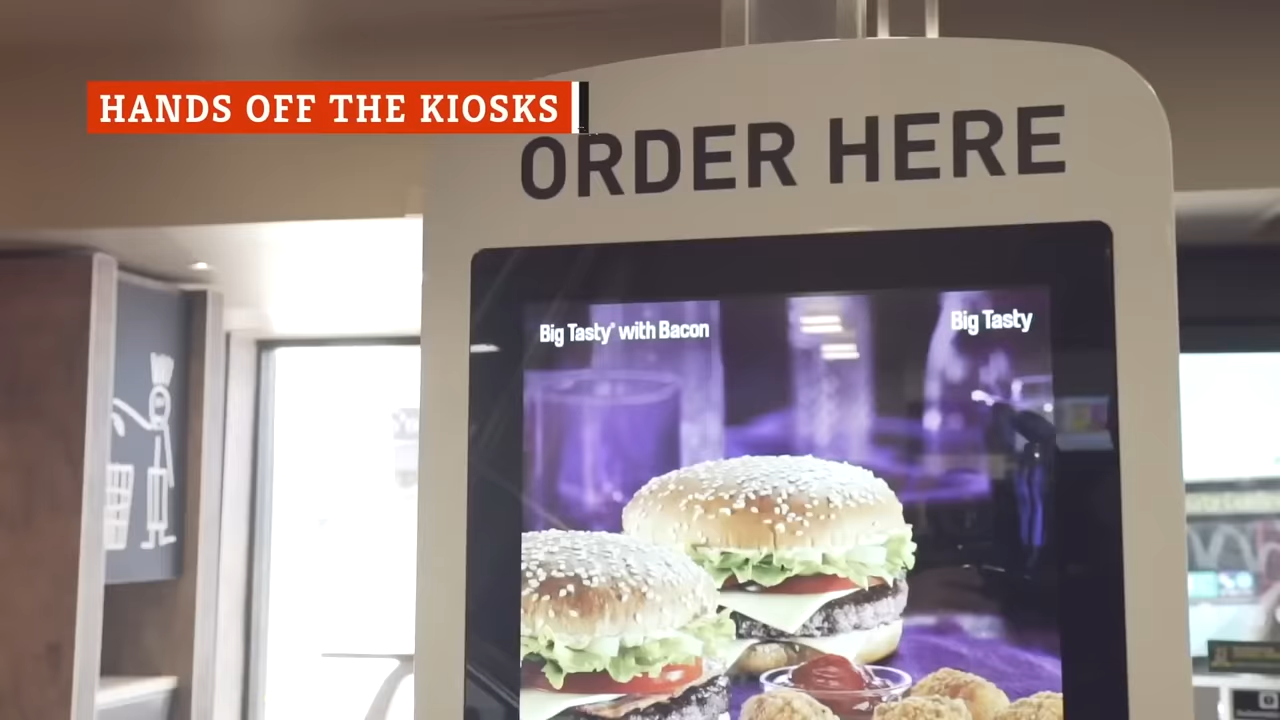 HANDS OFF THE KIOSKS
ORDER HERE
Big Tasty® with Bacon
Big Tasty